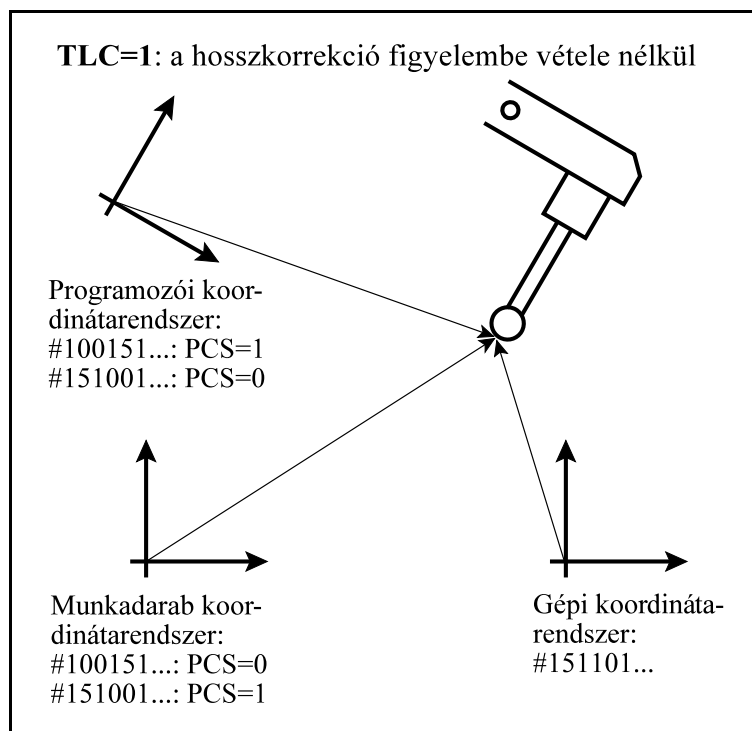 TLC=1: a hosszkorrekció figyelembe vétele nélkül
Programozói koor-
dinátarendszer:
#100151...: PCS=1
#151001...: PCS=0
Munkadarab koor-
dinátarendszer:
#100151...: PCS=0
#151001...: PCS=1
Gépi koordináta-
rendszer:
#151101...